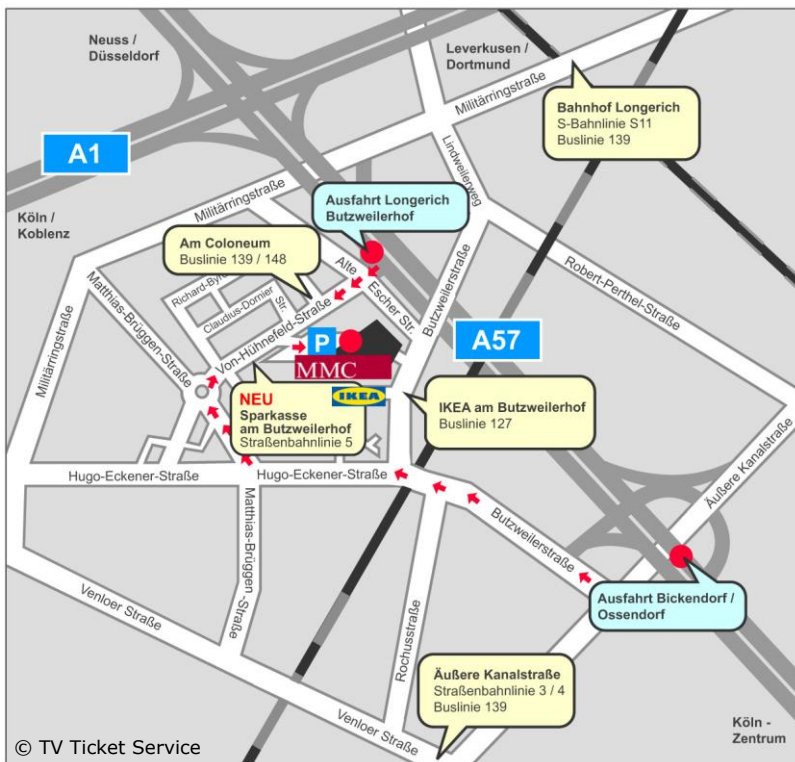 Neuss /
Düsseldorf
Leverkusen /
Dortmund
Militärringstraße
Bahnhof Longerich
S-Bahnlinie S11
Buslinie 139
A1
Lindweilerweg
Militärringstraße
Ausfahrt Longerich
Butzweilerhof
Köln /
Koblenz
Am Coloneum
Buslinie 139 / 148
Alte
Escher Str.
Butzweilerstraße
Robert-Perthel-Straße
Matthias-Brüggen-Straße
Claudius-Dornier
Str.
Von-Hühnefeld-Straße
Militärringstraße
P
MMC
IKEA
A57
NEU
Sparkasse
am Butzweilerhof
Straßenbahnlinie 5
IKEA am Butzweilerhof
Buslinie 127
Äußere Kanalstraße
Hugo-Eckener-Straße
Hugo-Eckener-Straße
Matthias-Brüggen
-Straße
Butzweilerstraße
Ausfahrt Bickendorf /
Ossendorf
Venloer Straße
Rochusstraße
Äußere Kanalstraße
Straßenbahnlinie 3 / 4
Buslinie 139
Venloer Straße
Köln -
Zentrum
© TV Ticket Service